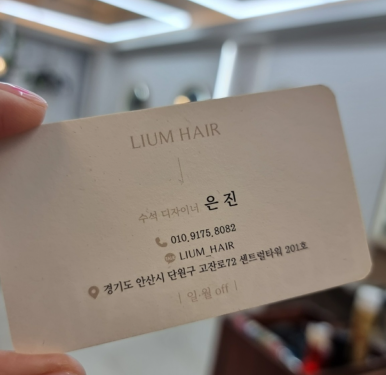 LIUM HAIR
수석 디자이너 은 진
010.9175.8082
LIUM_HAIR
경기도 안산시 단원구 고잔로72 센트럴타워 201호
| 일·월 off |